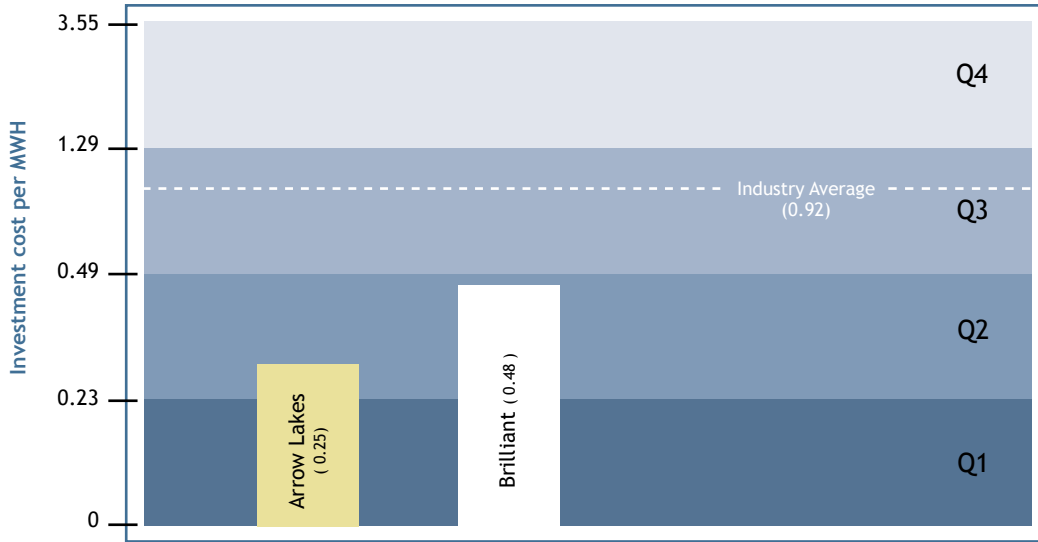 3.55
Q4
1.29
Industry Average
(0.92)
Q3
0.49
Q2
0.23
Q1
0
Investment cost per MWH
Arrow Lakes
( 0.25)
Brilliant ( 0.48 )